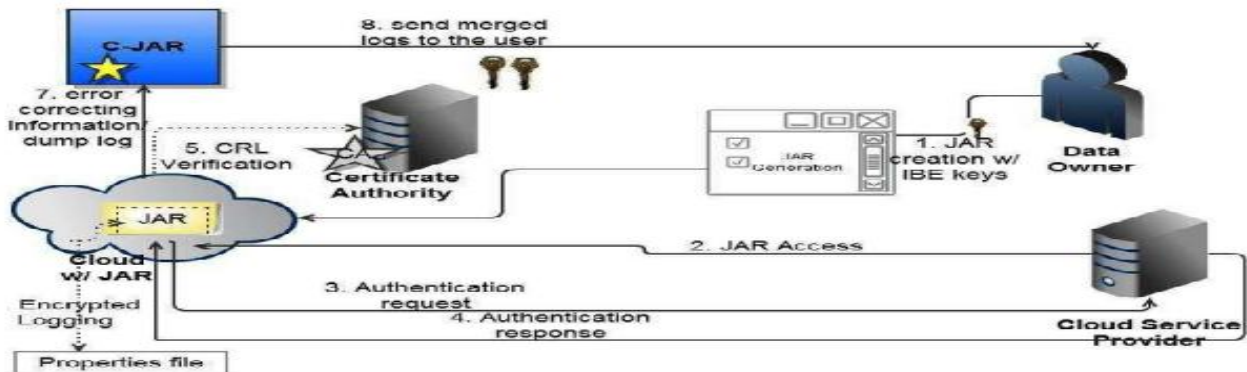 8. send merged
logs to the user
C-JAR
7. error
correcting
information/
dump log
5. CRL
Verification
Certificate
Authority
JAR
Generation
1. JAR
creation w/
IBE keys
Data
Owner
JAR
Cloud
w/ JAR
2. JAR Access
3. Authentication
request
4. Authentication
response
Encrypted
Logging
Cloud Service
Provider
Properties file